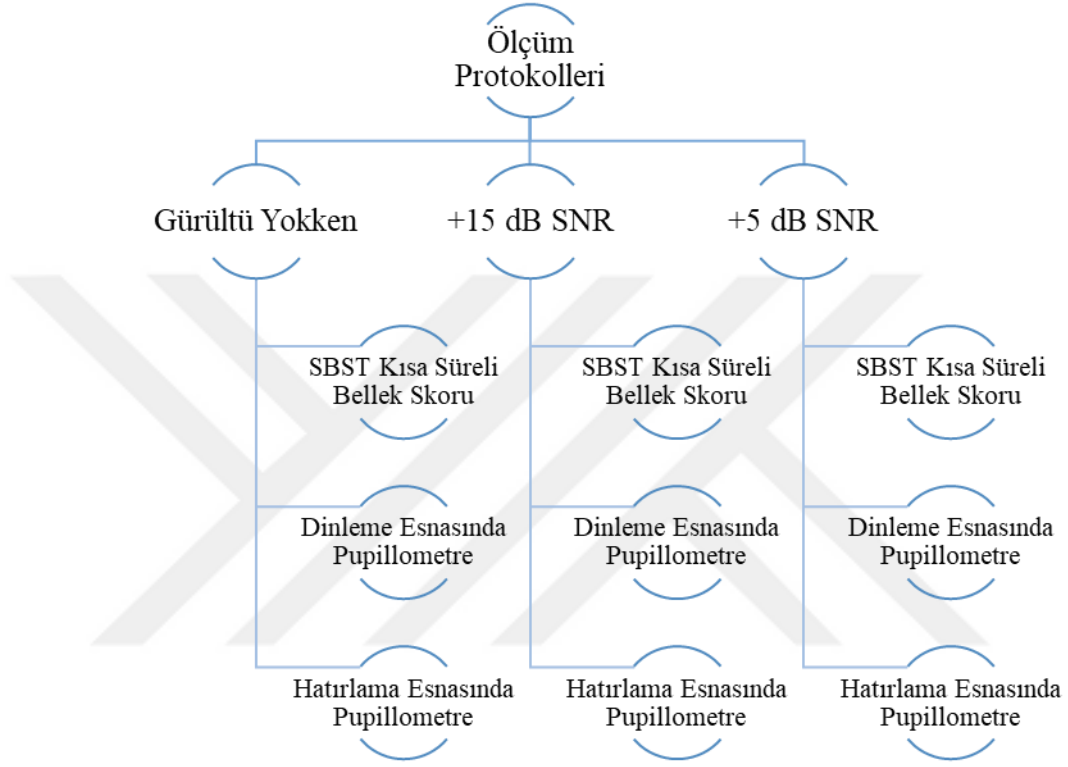 Ölçüm
Protokolleri
Gürültü Yokken
+15 dB SNR
+5 dB SNR
SBST Kısa Süreli
Bellek Skoru
SBST Kısa Süreli
Bellek Skoru
SBST Kısa Süreli
Bellek Skoru
Dinleme Esnasında
Pupillometre
Dinleme Esnasında
Pupillometre
Dinleme Esnasında
Pupillometre
Hatırlama Esnasında
Pupillometre
Hatırlama Esnasında
Pupillometre
Hatırlama Esnasında
Pupillometre